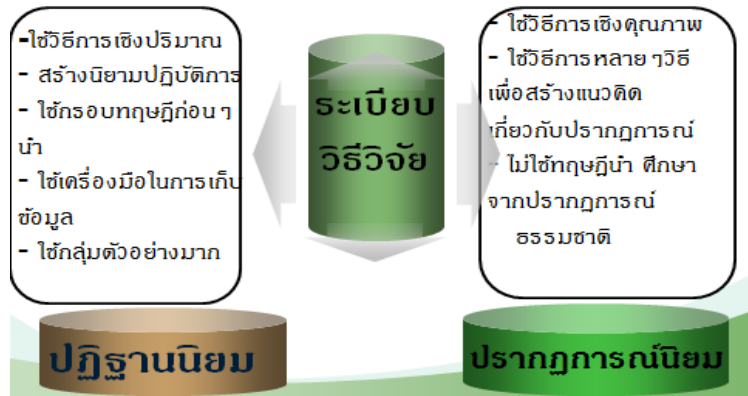 -ใช้วิธีการเชิงปริมาณ
- สร้างนิยามปฏิบัติการ
- ใช้กรอบทฤษฎีก่อน ๆ
นำ
- ใช้เครื่องมือในการเก็บ
ข้อมูล
- ใช้กลุ่มตัวอย่างมาก
ระเบียบ
วิธีวิจัย
- ใช้วิธีการเชิงคุณภาพ
- ใช้วิธีการหลาย ๆวิธี
เพื่อสร้างแนวคิด
เกี่ยวกับปรากฏการณ์
- ไม่ใช้ทฤษฎีนำ ศึกษา
จากปรากฏการณ์
ธรรมชาติ
ปฏิฐานนิยม
ปรากฏการณ์นิยม